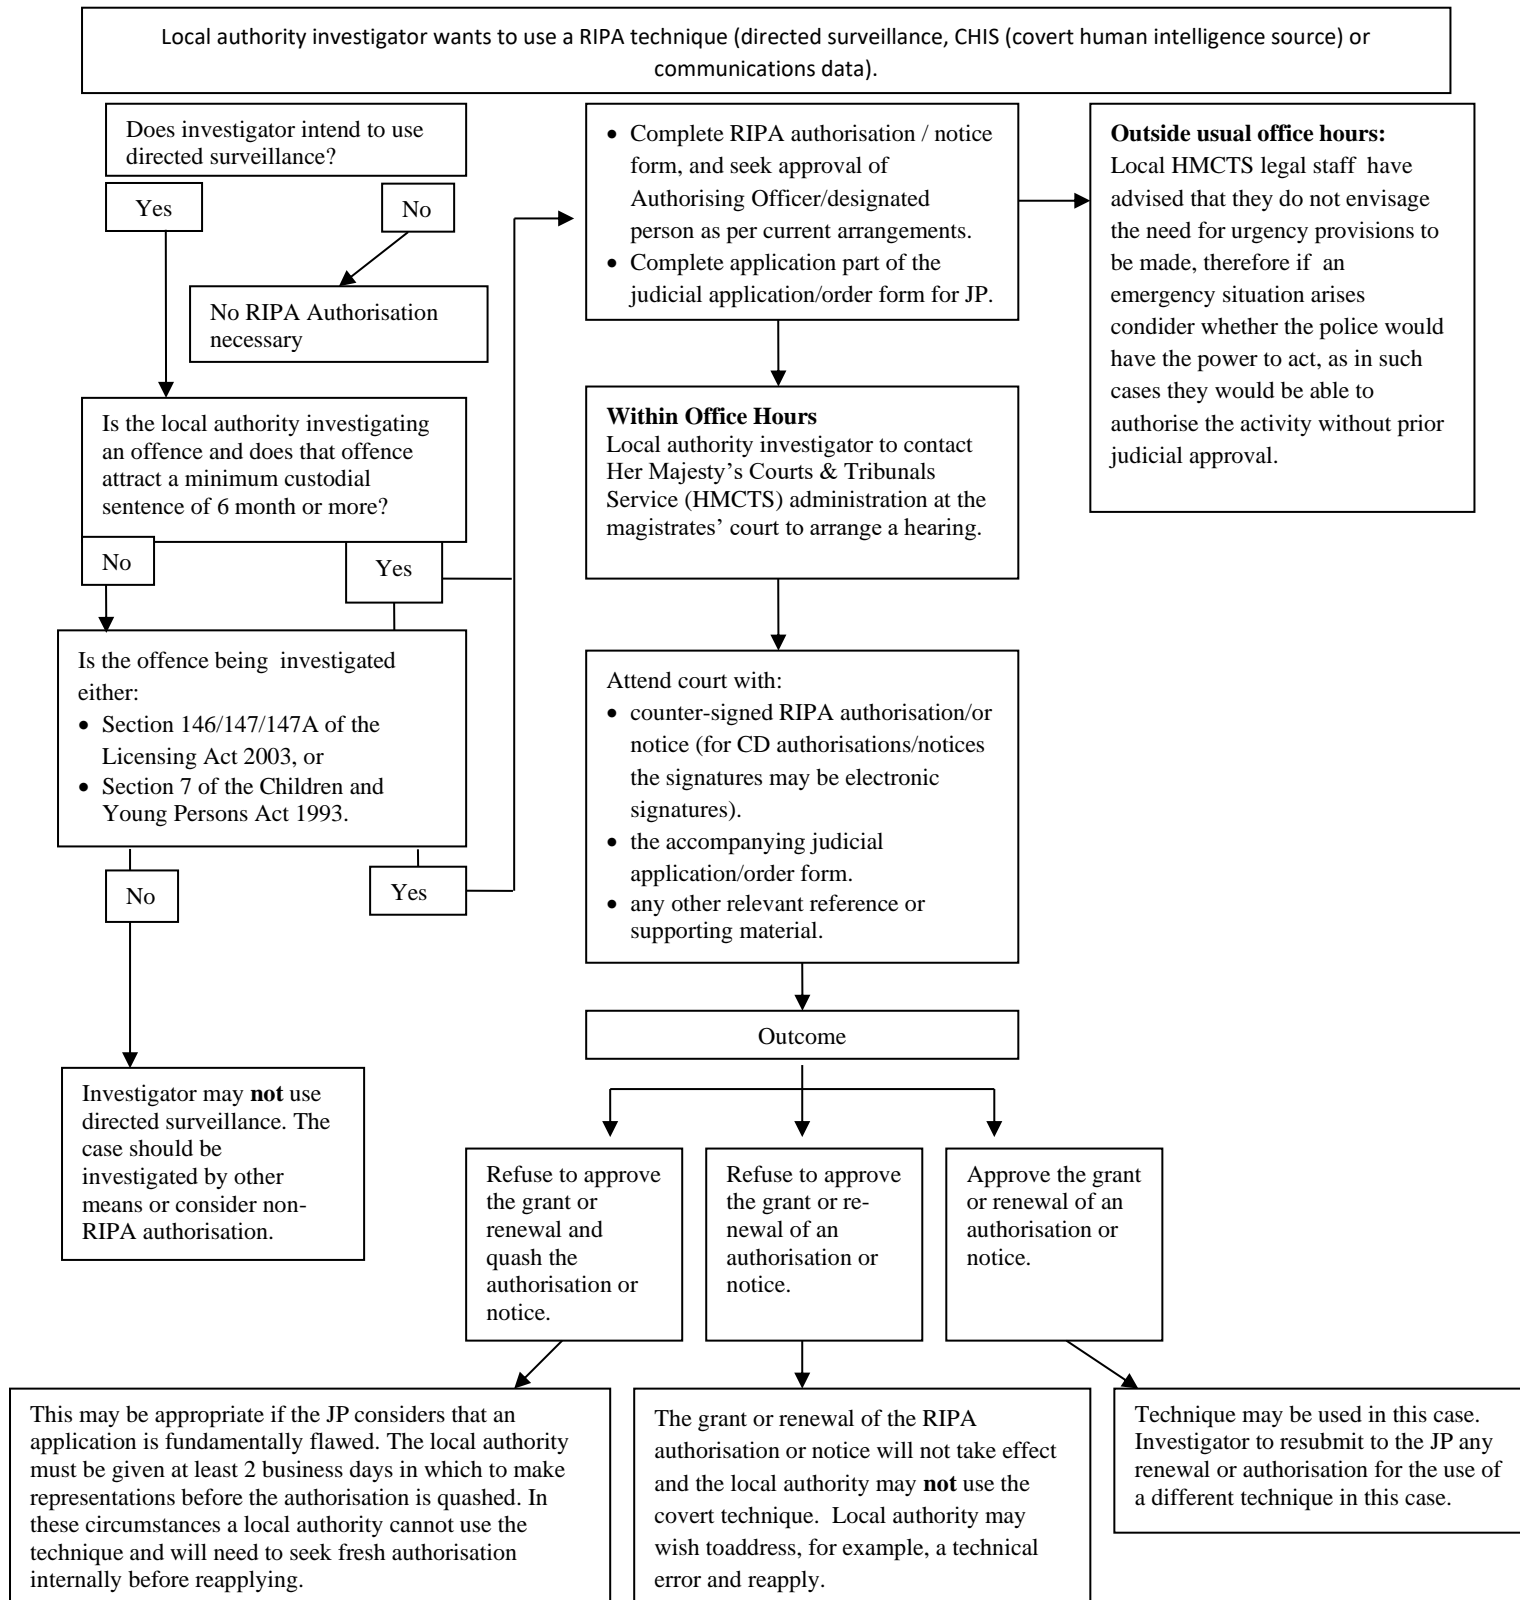 Local authority investigator wants to use a RIPA technique (directed surveillance, CHIS (covert human intelligence source) or
communications data).
Does investigator intend to use
directed surveillance?
Yes
No
No RIPA Authorisation
necessary
Is the local authority investigating
an offence and does that offence
attract a minimum custodial
sentence of 6 month or more?
No
Yes
Is the offence being investigated
either:
• Section 146/147/147A of the
Licensing Act 2003, or
• Section 7 of the Children and
Young Persons Act 1993.
No
Yes
Investigator may not use
directed surveillance. The
case should be
investigated by other
means or consider non-
RIPA authorisation.
• Complete RIPA authorisation / notice
form, and seek approval of
Authorising Officer/designated
person as per current arrangements.
• Complete application part of the
judicial application/order form for JP.
Outside usual office hours:
Local HMCTS legal staff have
advised that they do not envisage
the need for urgency provisions to
be made, therefore if an
emergency situation arises
condider whether the police would
have the power to act, as in such
cases they would be able to
authorise the activity without prior
judicial approval.
Within Office Hours
Local authority investigator to contact
Her Majesty’s Courts & Tribunals
Service (HMCTS) administration at the
magistrates’ court to arrange a hearing.
Attend court with:
• counter-signed RIPA authorisation/or
notice (for CD authorisations/notices
the signatures may be electronic
signatures).
• the accompanying judicial
application/order form.
• any other relevant reference or
supporting material.
Outcome
Refuse to approve
the grant or
renewal and
quash the
authorisation or
notice.
Refuse to approve
the grant or re-
newal of an
authorisation or
notice.
Approve the grant
or renewal of an
authorisation or
notice.
This may be appropriate if the JP considers that an
application is fundamentally flawed. The local authority
must be given at least 2 business days in which to make
representations before the authorisation is quashed. In
these circumstances a local authority cannot use the
technique and will need to seek fresh authorisation
internally before reapplying.
The grant or renewal of the RIPA
authorisation or notice will not take effect
and the local authority may not use the
covert technique. Local authority may
wish toaddress, for example, a technical
error and reapply.
Technique may be used in this case.
Investigator to resubmit to the JP any
renewal or authorisation for the use of
a different technique in this case.